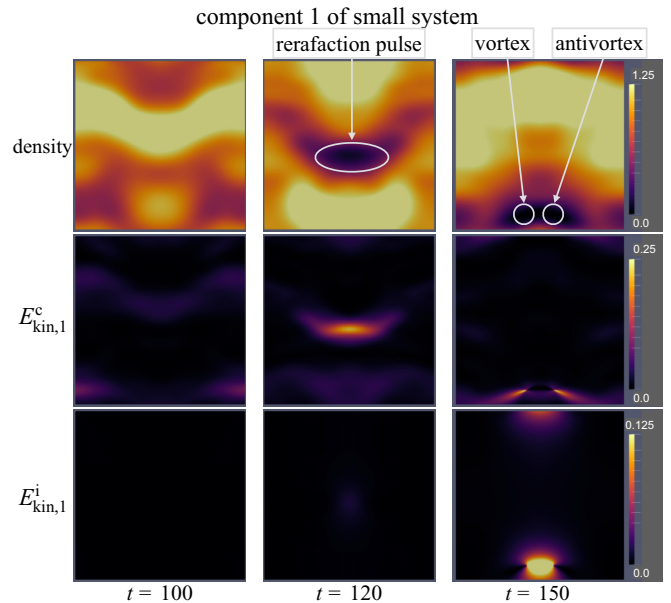 component 1 of small system
rerafaction pulse
vortex
antivortex
density
1.25
0.0
E^c_kin,1
0.25
0.0
E^i_kin,1
0.125
0.0
t = 100
t = 120
t = 150